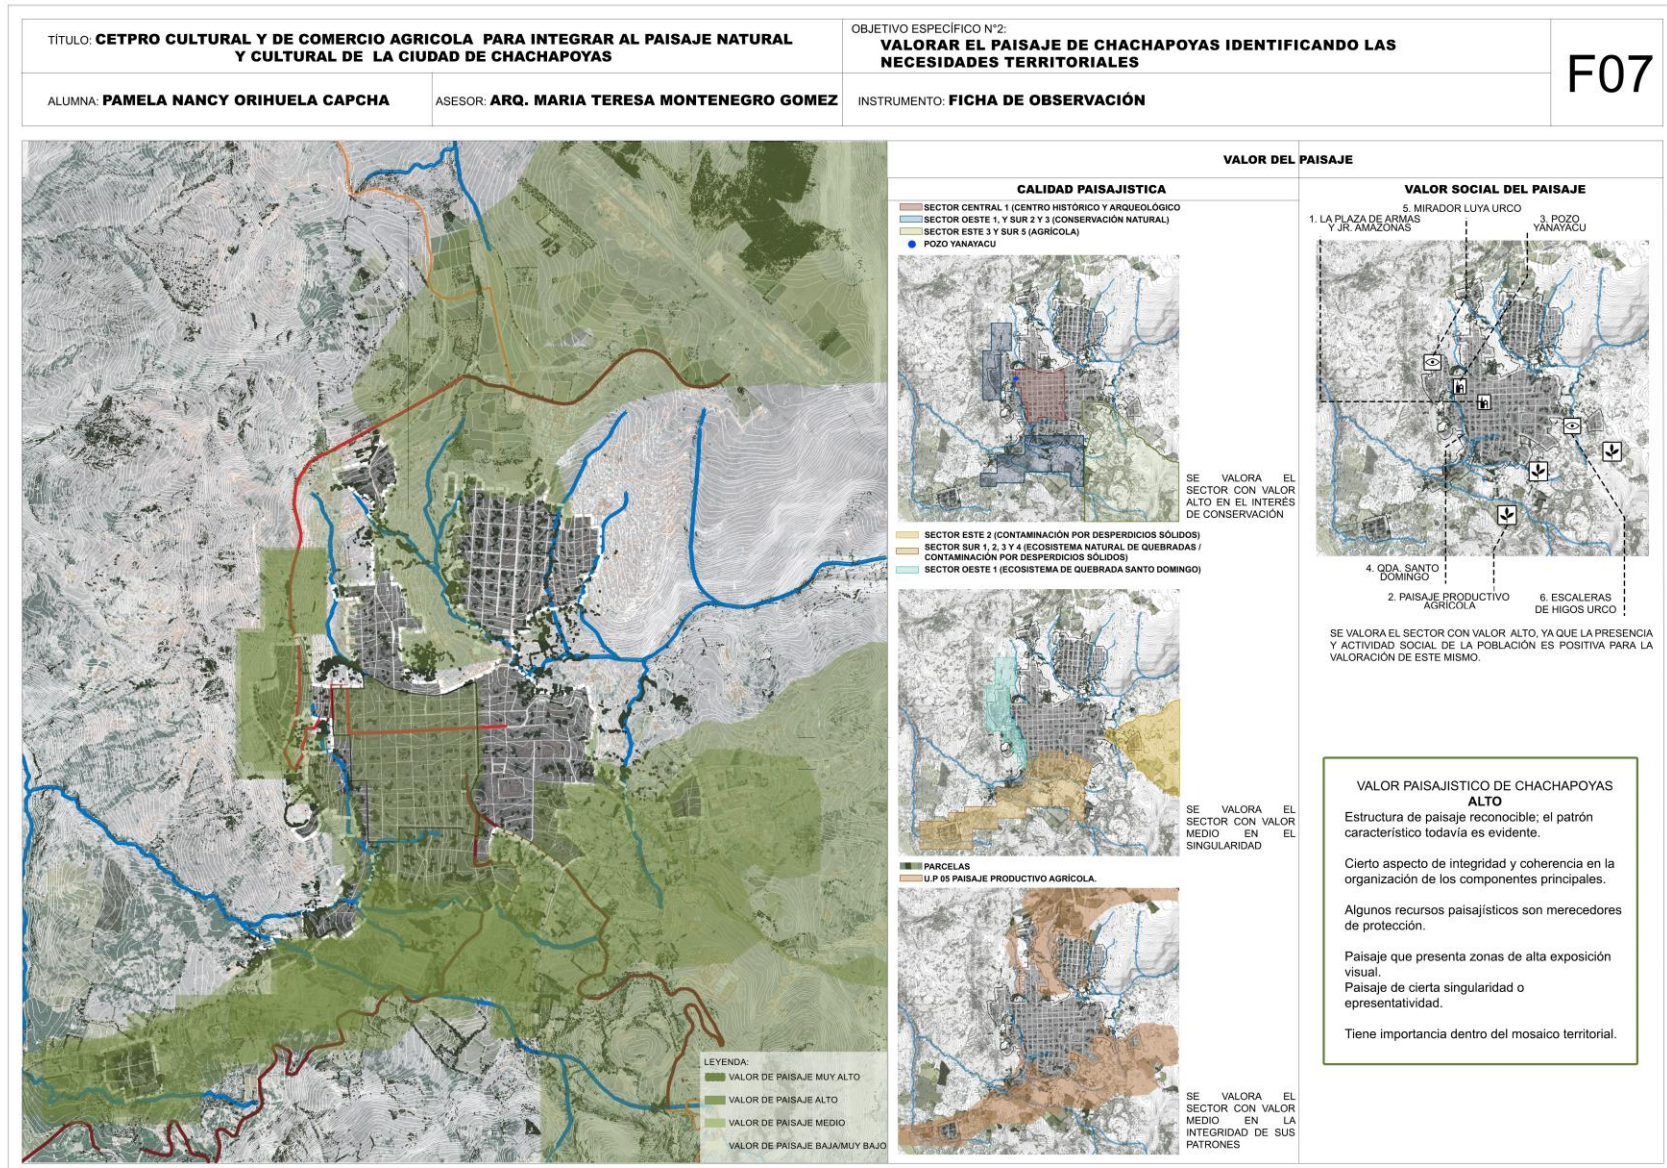 TÍTULO: CETPRO CULTURAL Y DE COMERCIO AGRICOLA PARA INTEGRAR AL PAISAJE NATURAL
Y CULTURAL DE LA CIUDAD DE CHACHAPOYAS
ALUMNA: PAMELA NANCY ORIHUELA CAPCHA
ASESOR: ARQ. MARIA TERESA MONTENEGRO GOMEZ
OBJETIVO ESPECÍFICO N°2:
VALORAR EL PAISAJE DE CHACHAPOYAS IDENTIFICANDO LAS
NECESIDADES TERRITORIALES
INSTRUMENTO: FICHA DE OBSERVACIÓN
F07
LEYENDA:
VALOR DE PAISAJE MUY ALTO
VALOR DE PAISAJE ALTO
VALOR DE PAISAJE MEDIO
VALOR DE PAISAJE BAJA/MUY BAJO
VALOR DEL PAISAJE
CALIDAD PAISAJISTICA
SECTOR CENTRAL 1 (CENTRO HISTÓRICO Y ARQUEOLÓGICO
SECTOR OESTE 1, Y SUR 2 Y 3 (CONSERVACIÓN NATURAL)
SECTOR ESTE 3 Y SUR 5 (AGRÍCOLA)
POZO YANAYACU
SE VALORA EL
SECTOR CON VALOR
ALTO EN EL INTERÉS
DE CONSERVACIÓN
SECTOR ESTE 2 (CONTAMINACIÓN POR DESPERDICIOS SÓLIDOS)
SECTOR SUR 1, 2, 3 Y 4 (ECOSISTEMA NATURAL DE QUEBRADAS /
CONTAMINACIÓN POR DESPERDICIOS SÓLIDOS)
SECTOR OESTE 1 (ECOSISTEMA DE QUEBRADA SANTO DOMINGO)
SE VALORA EL
SECTOR CON VALOR
MEDIO EN EL
SINGULARIDAD
PARCELAS
U.P 05 PAISAJE PRODUCTIVO AGRÍCOLA.
SE VALORA EL
SECTOR CON VALOR
MEDIO EN LA
INTEGRIDAD DE SUS
PATRONES
VALOR SOCIAL DEL PAISAJE
5. MIRADOR LUYA URCO
1. LA PLAZA DE ARMAS
Y JR. AMAZONAS
3. POZO
YANAYACU
4. QDA. SANTO
DOMINGO
2. PAISAJE PRODUCTIVO
AGRÍCOLA
6. ESCALERAS
DE HIGOS URCO
SE VALORA EL SECTOR CON VALOR ALTO, YA QUE LA PRESENCIA
Y ACTIVIDAD SOCIAL DE LA POBLACIÓN ES POSITIVA PARA LA
VALORACIÓN DE ESTE MISMO.
VALOR PAISAJISTICO DE CHACHAPOYAS
ALTO
Estructura de paisaje reconocible; el patrón
característico todavía es evidente.
Cierto aspecto de integridad y coherencia en la
organización de los componentes principales.
Algunos recursos paisajísticos son merecedores
de protección.
Paisaje que presenta zonas de alta exposición
visual.
Paisaje de cierta singularidad o
epresentatividad.
Tiene importancia dentro del mosaico territorial.